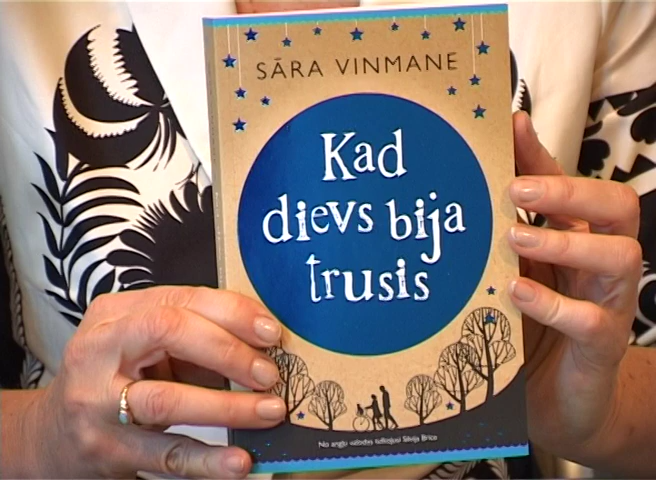 SĀRA VINMANE
Kad
dievs bija
trusis
No angļu valodas tulkojusi Silvija Brice